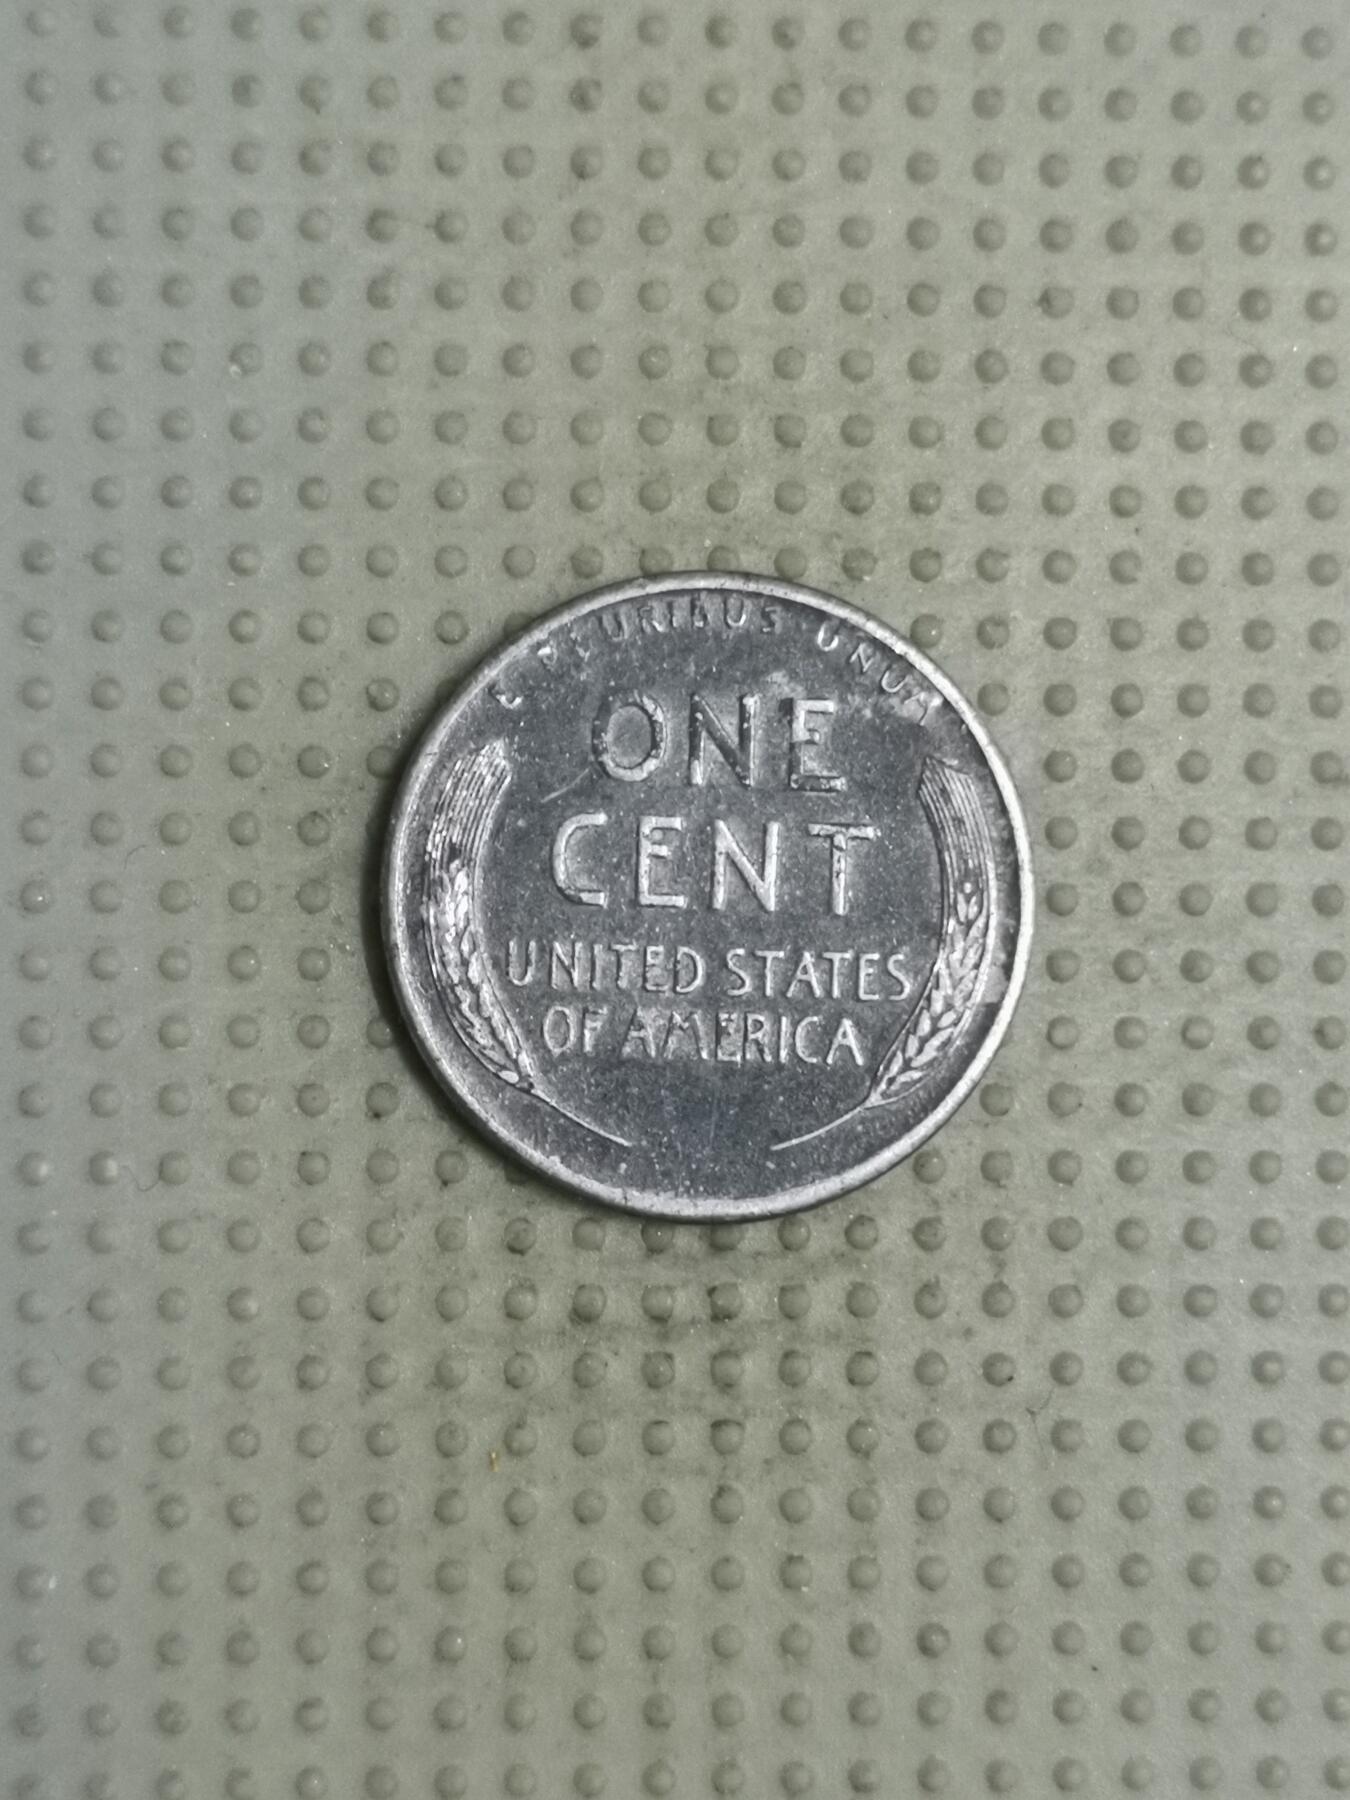 E PLURIBUS UNUM
ONE
CENT
UNITED STATES
OF AMERICA